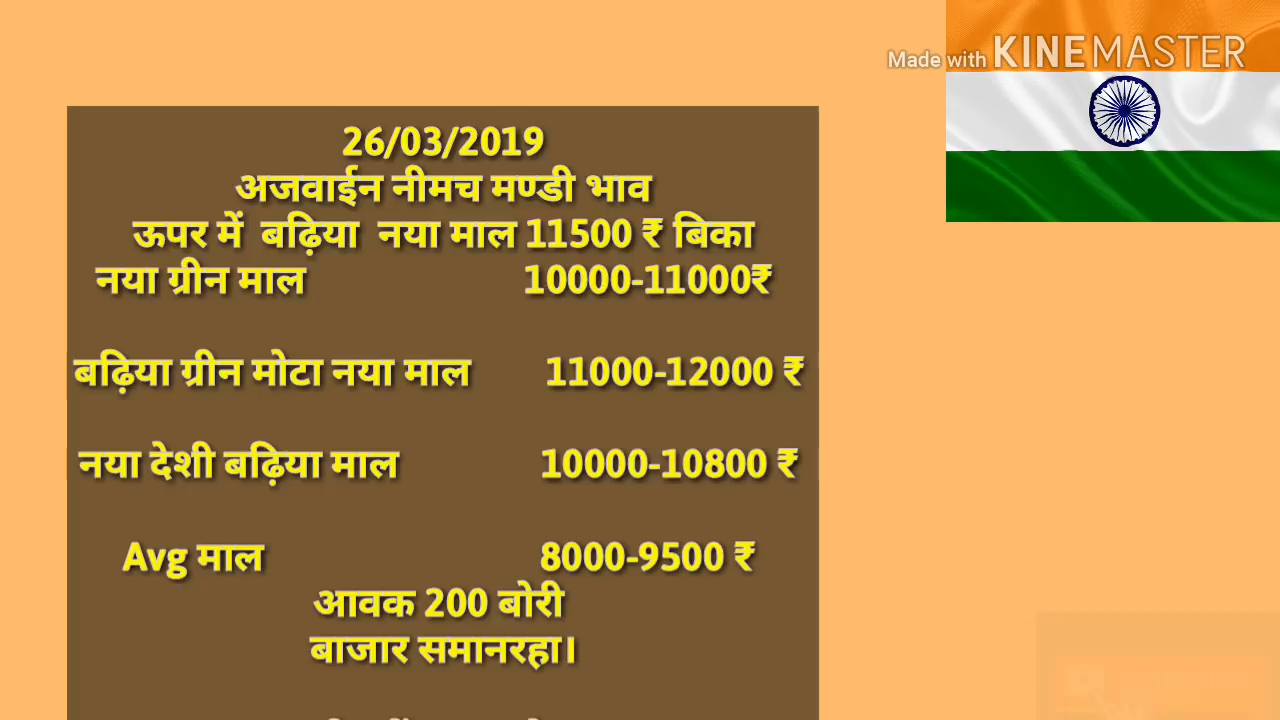 Made with KINEMASTER
26/03/2019
अजवाईन नीमच मण्डी भाव
ऊपर में बढ़िया नया माल 11500 ₹ बिका
नया ग्रीन माल 10000-11000₹
बढ़िया ग्रीन मोटा नया माल 11000-12000 ₹
नया देशी बढ़िया माल 10000-10800 ₹
Avg माल 8000-9500 ₹
आवक 200 बोरी
बाजार समानरहा।